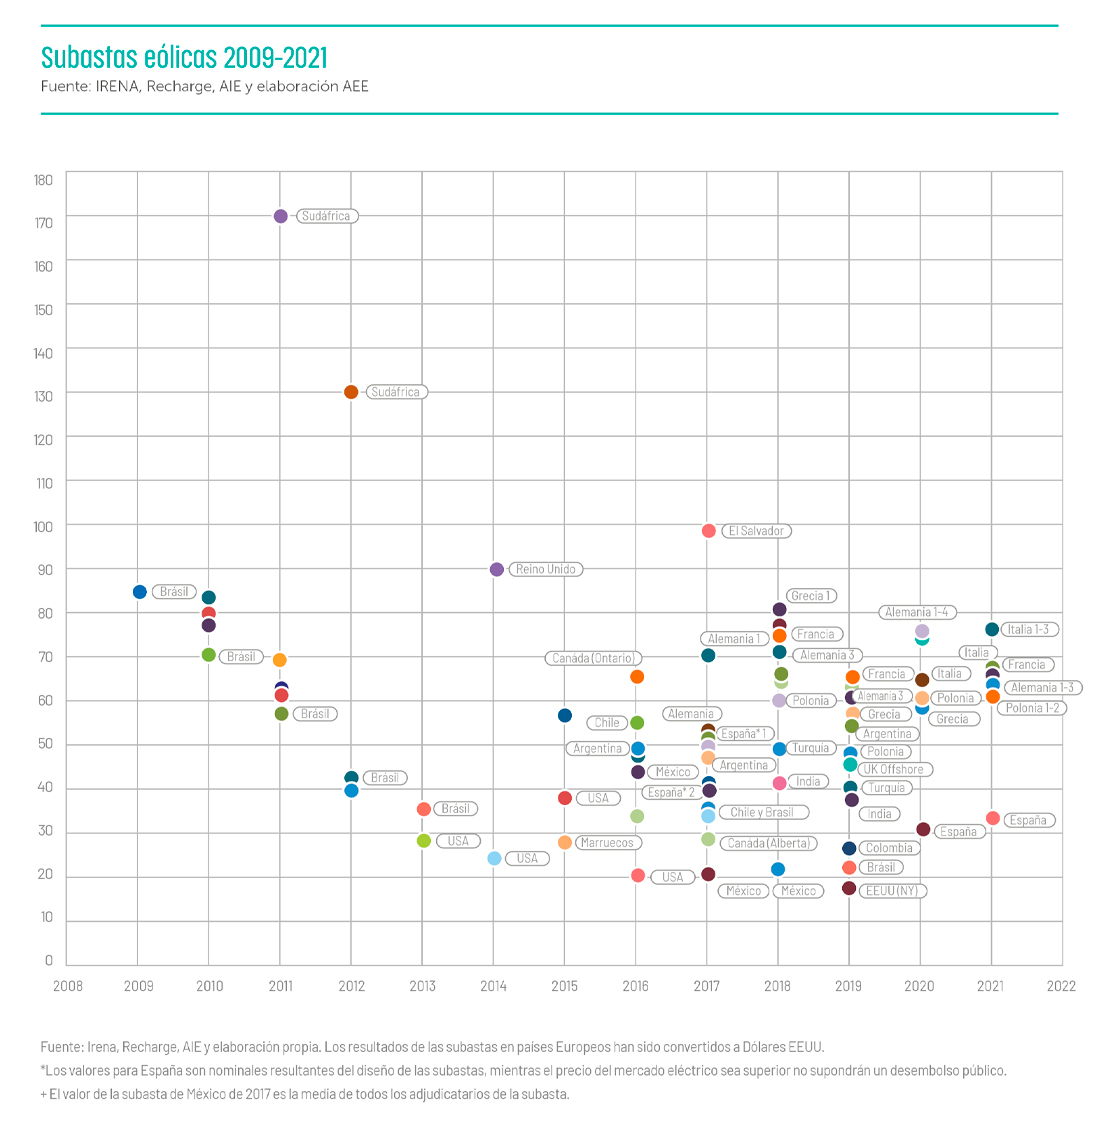 Subastas eólicas 2009-2021
Fuente: IRENA, Recharge, AIE y elaboración AEE
180
170
Sudáfrica
160
150
140
130
Sudáfrica
120
110
100
El Salvador
90
Reino Unido
Brásil
Grecia 1
80
Alemania 1-4
Italia 1-3
Alemania 1
Francia
70
Brásil
Canáda (Ontario)
Alemania 3
Italia
Francia
Francia
Italia
Alemania 1-3
60
Alemania 3
Polonia
Polonia
Polonia 1-2
Brásil
Alemania
Grecia
Grecia
Chile
España* 1
Argentina
50
Argentina
Turquía
Polonia
Argentina
UK Offshore
México
40
Brásil
India
Turquía
España* 2
USA
Brásil
Chile y Brasil
India
España
30
España
USA
Marruecos
Canáda (Alberta)
Colombia
USA
20
USA
Brásil
México
México
EEUU (NY)
10
0
2008 2009 2010 2011 2012 2013 2014 2015 2016 2017 2018 2019 2020 2021 2022
Fuente: Irena, Recharge, AIE y elaboración propia. Los resultados de las subastas en países Europeos han sido convertidos a Dólares EEUU.
*Los valores para España son nominales resultantes del diseño de las subastas, mientras el precio del mercado eléctrico sea superior no supondrán un desembolso público.
+ El valor de la subasta de México de 2017 es la media de todos los adjudicatarios de la subasta.